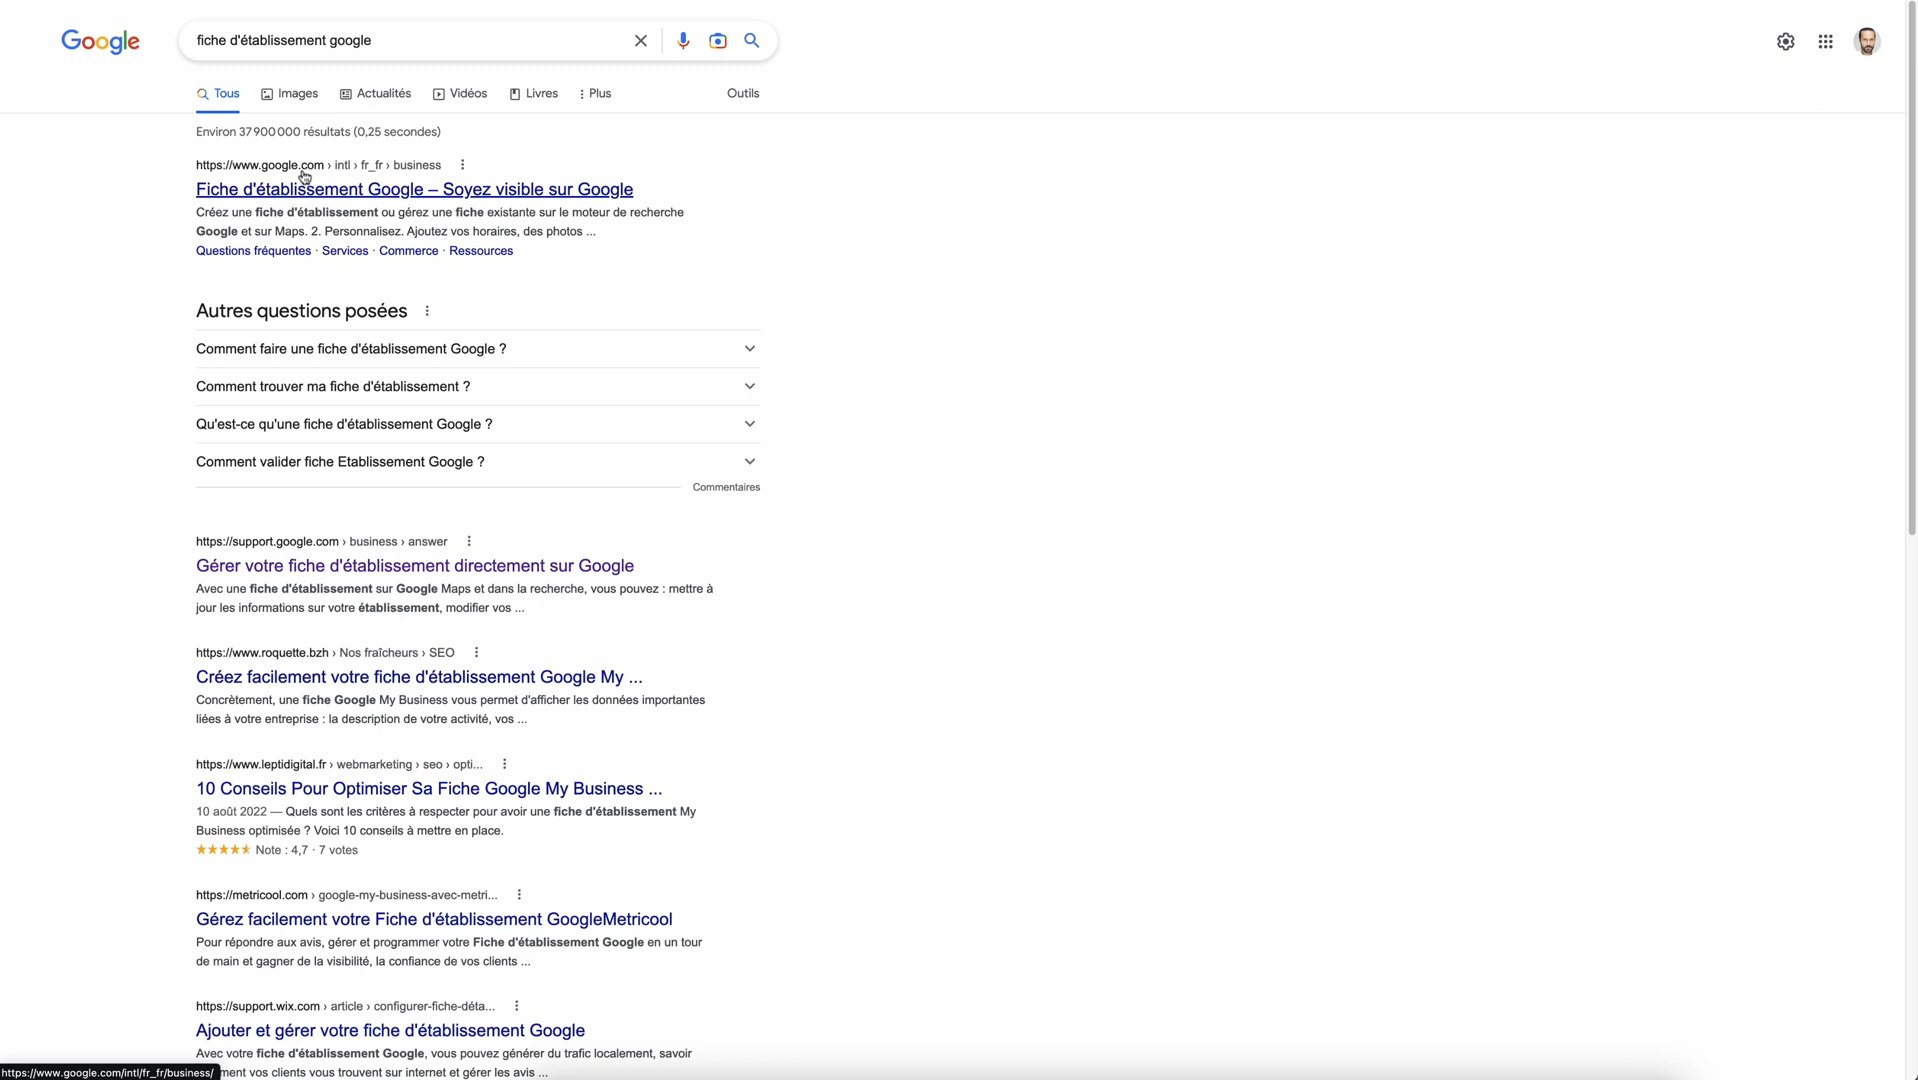 Google
fiche d'établissement google
Tous
Images
Actualités
Vidéos
Livres
Plus
Outils
Environ 37 900 000 résultats (0,25 secondes)
https://www.google.com › intl › fr_fr › business
Fiche d'établissement Google – Soyez visible sur Google
Créez une fiche d'établissement ou gérez une fiche existante sur le moteur de recherche
Google et sur Maps. 2. Personnalisez. Ajoutez vos horaires, des photos ...
Questions fréquentes · Services · Commerce · Ressources
Autres questions posées
Comment faire une fiche d'établissement Google ?
Comment trouver ma fiche d'établissement ?
Qu'est-ce qu'une fiche d'établissement Google ?
Comment valider fiche Etablissement Google ?
Commentaires
https://support.google.com › business › answer
Gérer votre fiche d'établissement directement sur Google
Avec une fiche d'établissement sur Google Maps et dans la recherche, vous pouvez : mettre à
jour les informations sur votre établissement, modifier vos ...
https://www.roquette.bzh › Nos fraîcheurs › SEO
Créez facilement votre fiche d'établissement Google My ...
Concrètement, une fiche Google My Business vous permet d'afficher les données importantes
liées à votre entreprise : la description de votre activité, vos ...
https://www.leptidigital.fr › webmarketing › seo › opti...
10 Conseils Pour Optimiser Sa Fiche Google My Business ...
10 août 2022 — Quels sont les critères à respecter pour avoir une fiche d'établissement My
Business optimisée ? Voici 10 conseils à mettre en place.
Note : 4,7 · 7 votes
https://metricool.com › google-my-business-avec-metri...
Gérez facilement votre Fiche d'établissement GoogleMetricool
Pour répondre aux avis, gérer et programmer votre Fiche d'établissement Google en un tour
de main et gagner de la visibilité, la confiance de vos clients ...
https://support.wix.com › article › configurer-fiche-déta...
Ajouter et gérer votre fiche d'établissement Google
Avec votre fiche d'établissement Google, vous pouvez générer du trafic localement, savoir
vos clients vous trouvent sur internet et gérer les avis ...
https://www.google.com/intl/fr_fr/business/